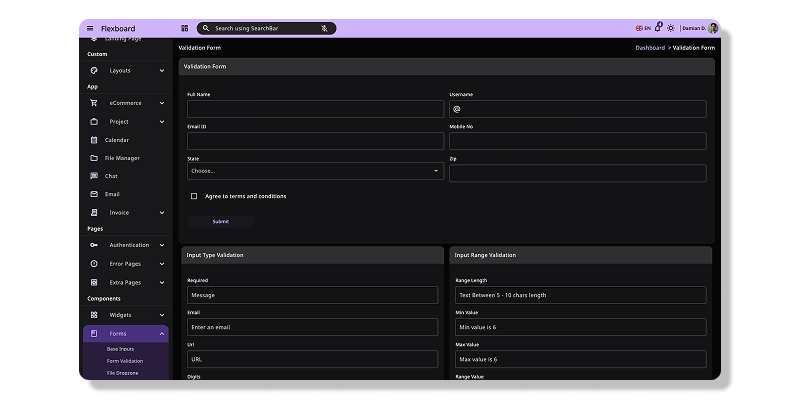 Flexboard
Search using SearchBar
EN
4
Damian D.
Landing Page
Custom
Layouts
App
eCommerce
Project
Calendar
File Manager
Chat
Email
Invoice
Pages
Authentication
Error Pages
Extra Pages
Components
Widgets
Forms
Base Inputs
Form Validation
File Dropzone
Validation Form
Dashboard > Validation Form
Validation Form
Full Name
Username
@
Email ID
Mobile No
State
Zip
Choose...
Agree to terms and conditions
Submit
Input Type Validation
Required
Message
Email
Enter an email
Url
URL
Digits
Input Range Validation
Range Length
Text Between 5 - 10 chars length
Min Value
Min value is 6
Max Value
Max value is 6
Range Value